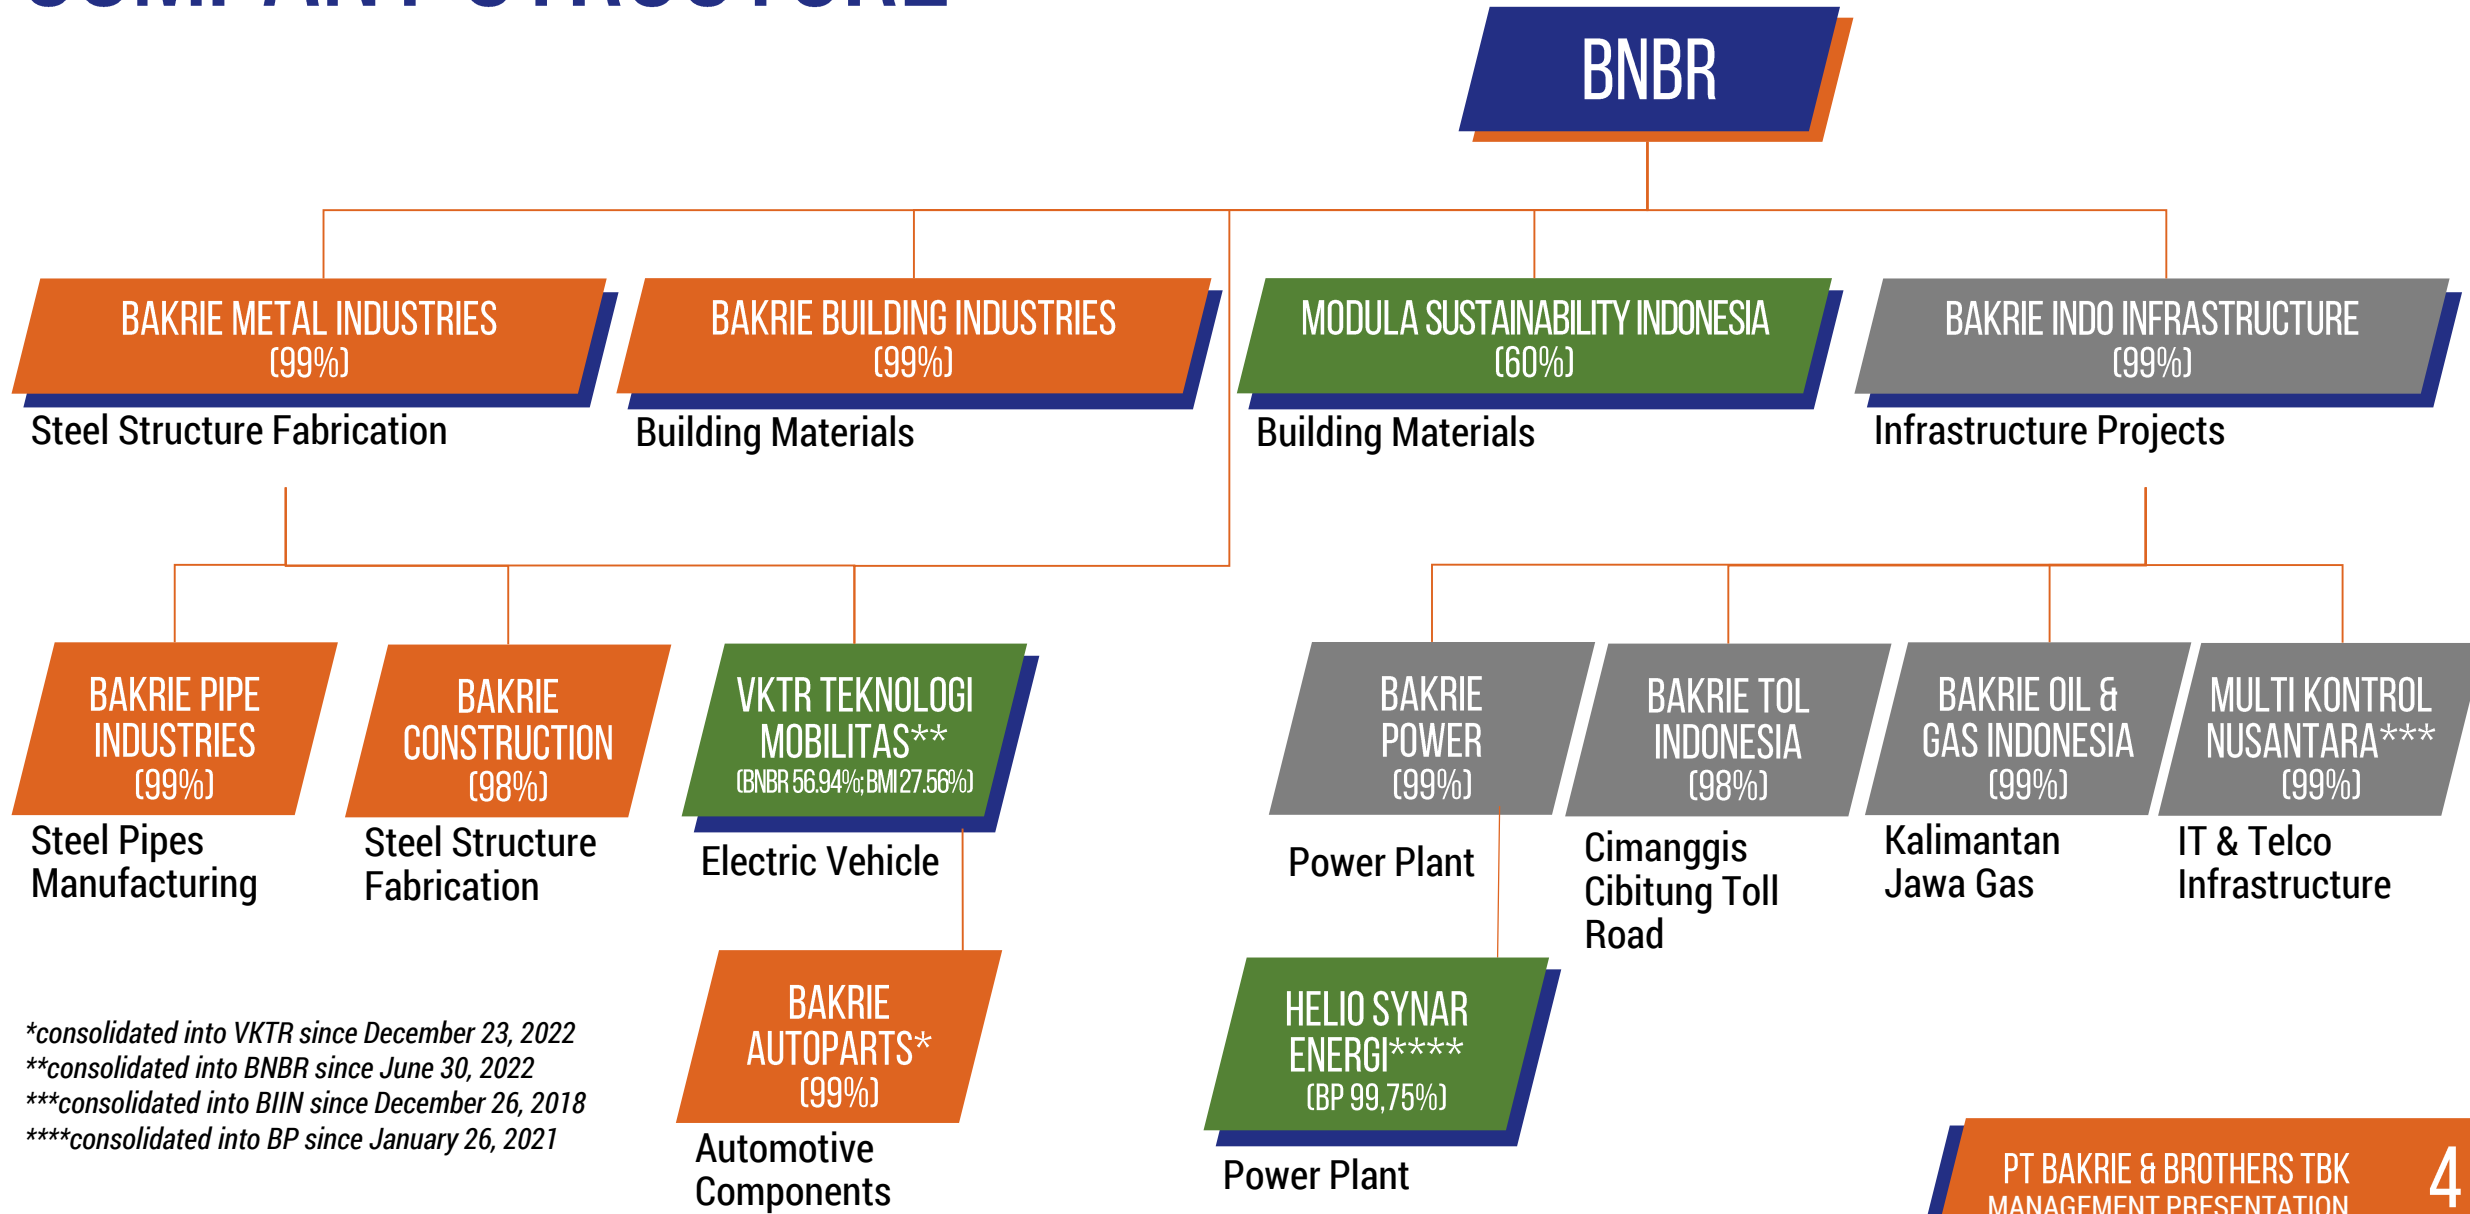 COMPANY STRUCTURE
BNBR
BAKRIE METAL INDUSTRIES
(99%)
Steel Structure Fabrication
BAKRIE BUILDING INDUSTRIES
(99%)
Building Materials
MODULA SUSTAINABILITY INDONESIA
(60%)
Building Materials
BAKRIE INDO INFRASTRUCTURE
(99%)
Infrastructure Projects
BAKRIE PIPE
INDUSTRIES
(99%)
Steel Pipes
Manufacturing
BAKRIE
CONSTRUCTION
(98%)
Steel Structure
Fabrication
VKTR TEKNOLOGI
MOBILITAS**
(BNBR 56.94%; BMI 27.56%)
Electric Vehicle
BAKRIE
POWER
(99%)
Power Plant
BAKRIE TOL
INDONESIA
(98%)
Cimanggis
Cibitung Toll
Road
BAKRIE OIL &
GAS INDONESIA
(99%)
Kalimantan
Jawa Gas
MULTI KONTROL
NUSANTARA***
(99%)
IT & Telco
Infrastructure
BAKRIE
AUTOPARTS*
(99%)
Automotive
Components
HELIO SYNAR
ENERGI****
(BP 99,75%)
Power Plant
*consolidated into VKTR since December 23, 2022
**consolidated into BNBR since June 30, 2022
***consolidated into BIIN since December 26, 2018
****consolidated into BP since January 26, 2021
PT BAKRIE & BROTHERS TBK
MANAGEMENT PRESENTATION
4